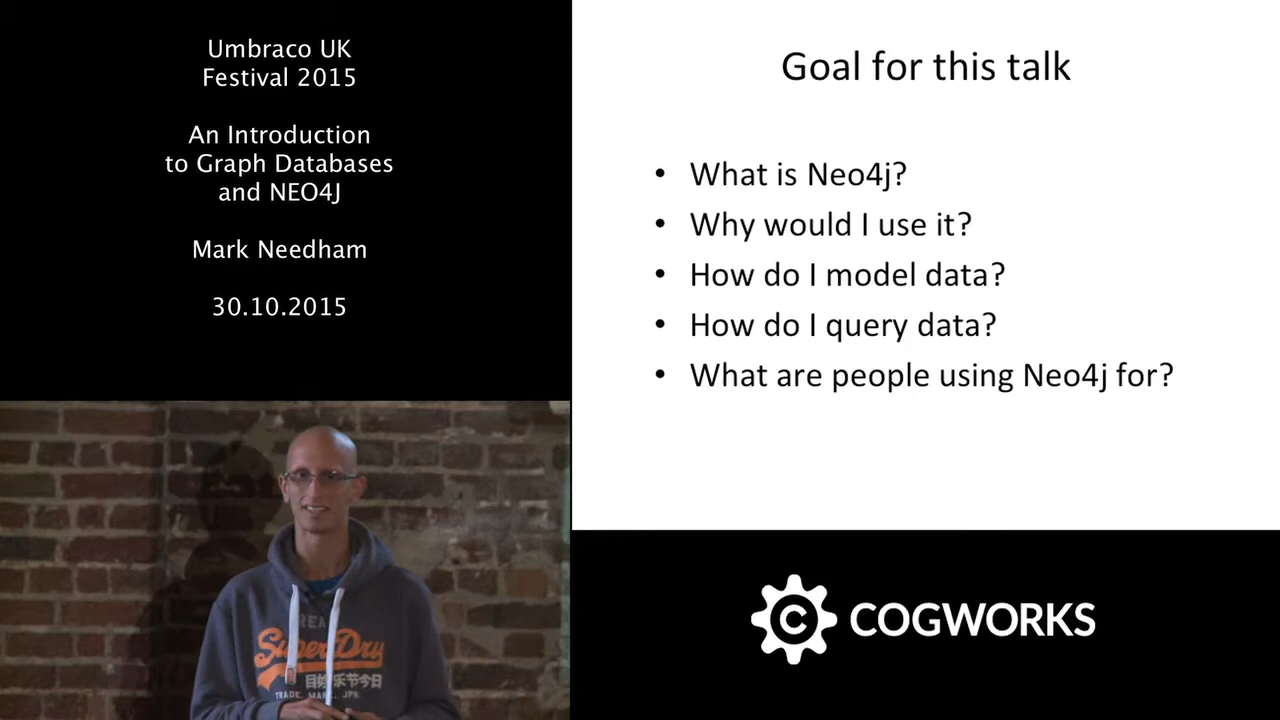 Umbraco UK
Festival 2015
An Introduction
to Graph Databases
and NEO4J
Mark Needham
30.10.2015
Goal for this talk
• What is Neo4j?
• Why would I use it?
• How do I model data?
• How do I query data?
• What are people using Neo4j for?
SuperDry
TRADE. MARK. JPN.
C COGWORKS